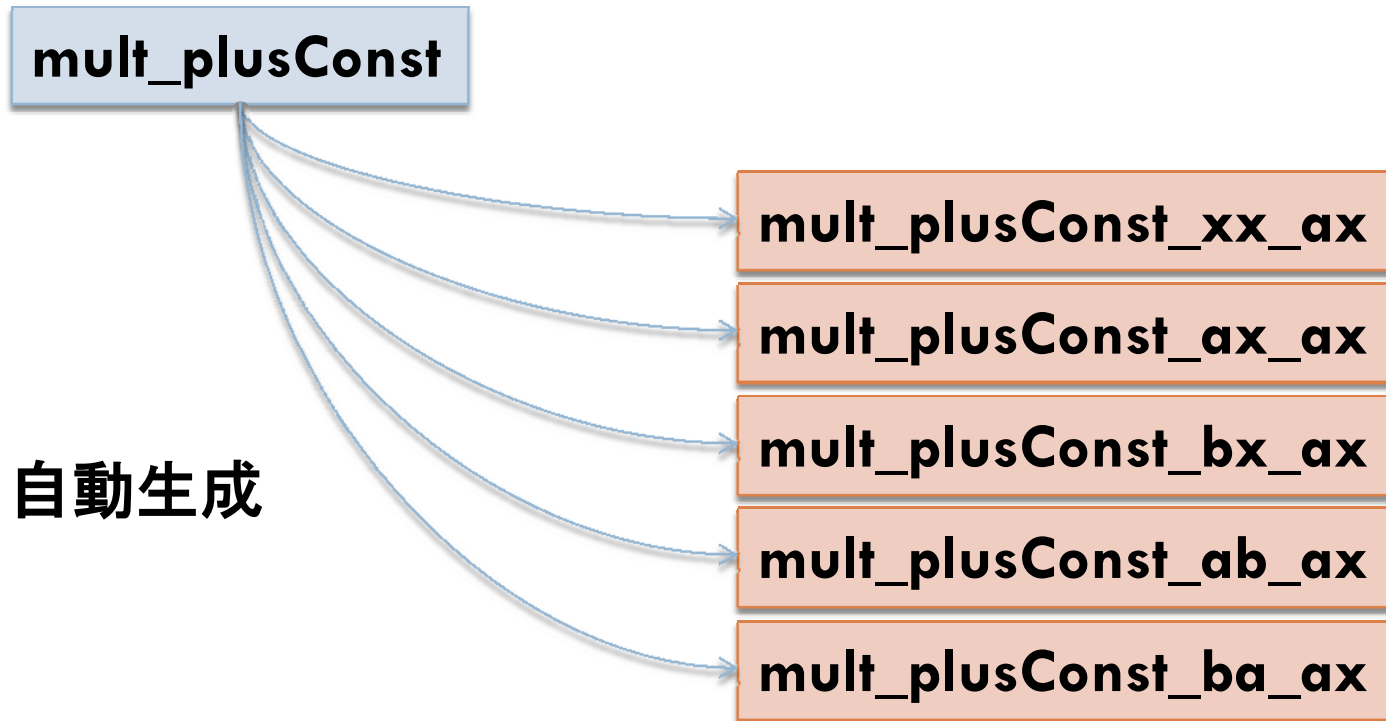 mult_plusConst
mult_plusConst_xx_ax
mult_plusConst_ax_ax
mult_plusConst_bx_ax
自動生成
mult_plusConst_ab_ax
mult_plusConst_ba_ax